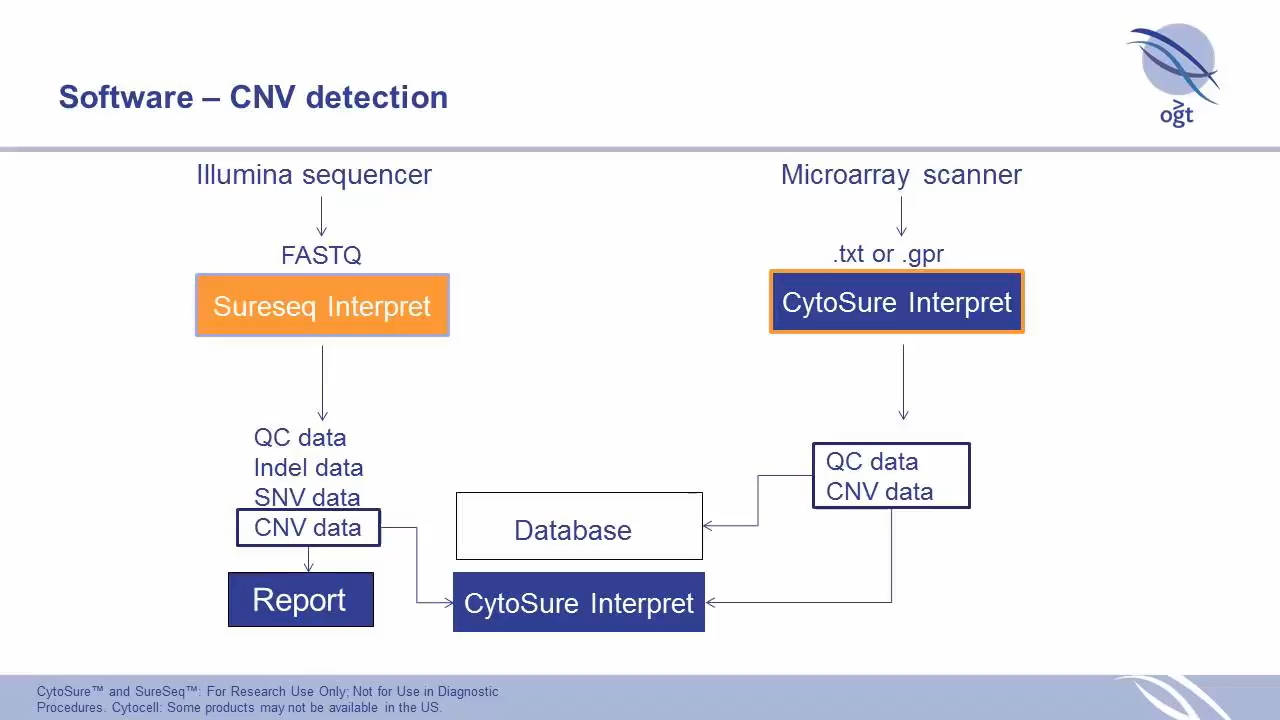 Software – CNV detection
ogt
Illumina sequencer
Microarray scanner
FASTQ
.txt or .gpr
Sureseq Interpret
CytoSure Interpret
QC data
Indel data
SNV data
CNV data
QC data
CNV data
Database
Report
CytoSure Interpret
CytoSure™ and SureSeq™: For Research Use Only; Not for Use in Diagnostic
Procedures. Cytocell: Some products may not be available in the US.